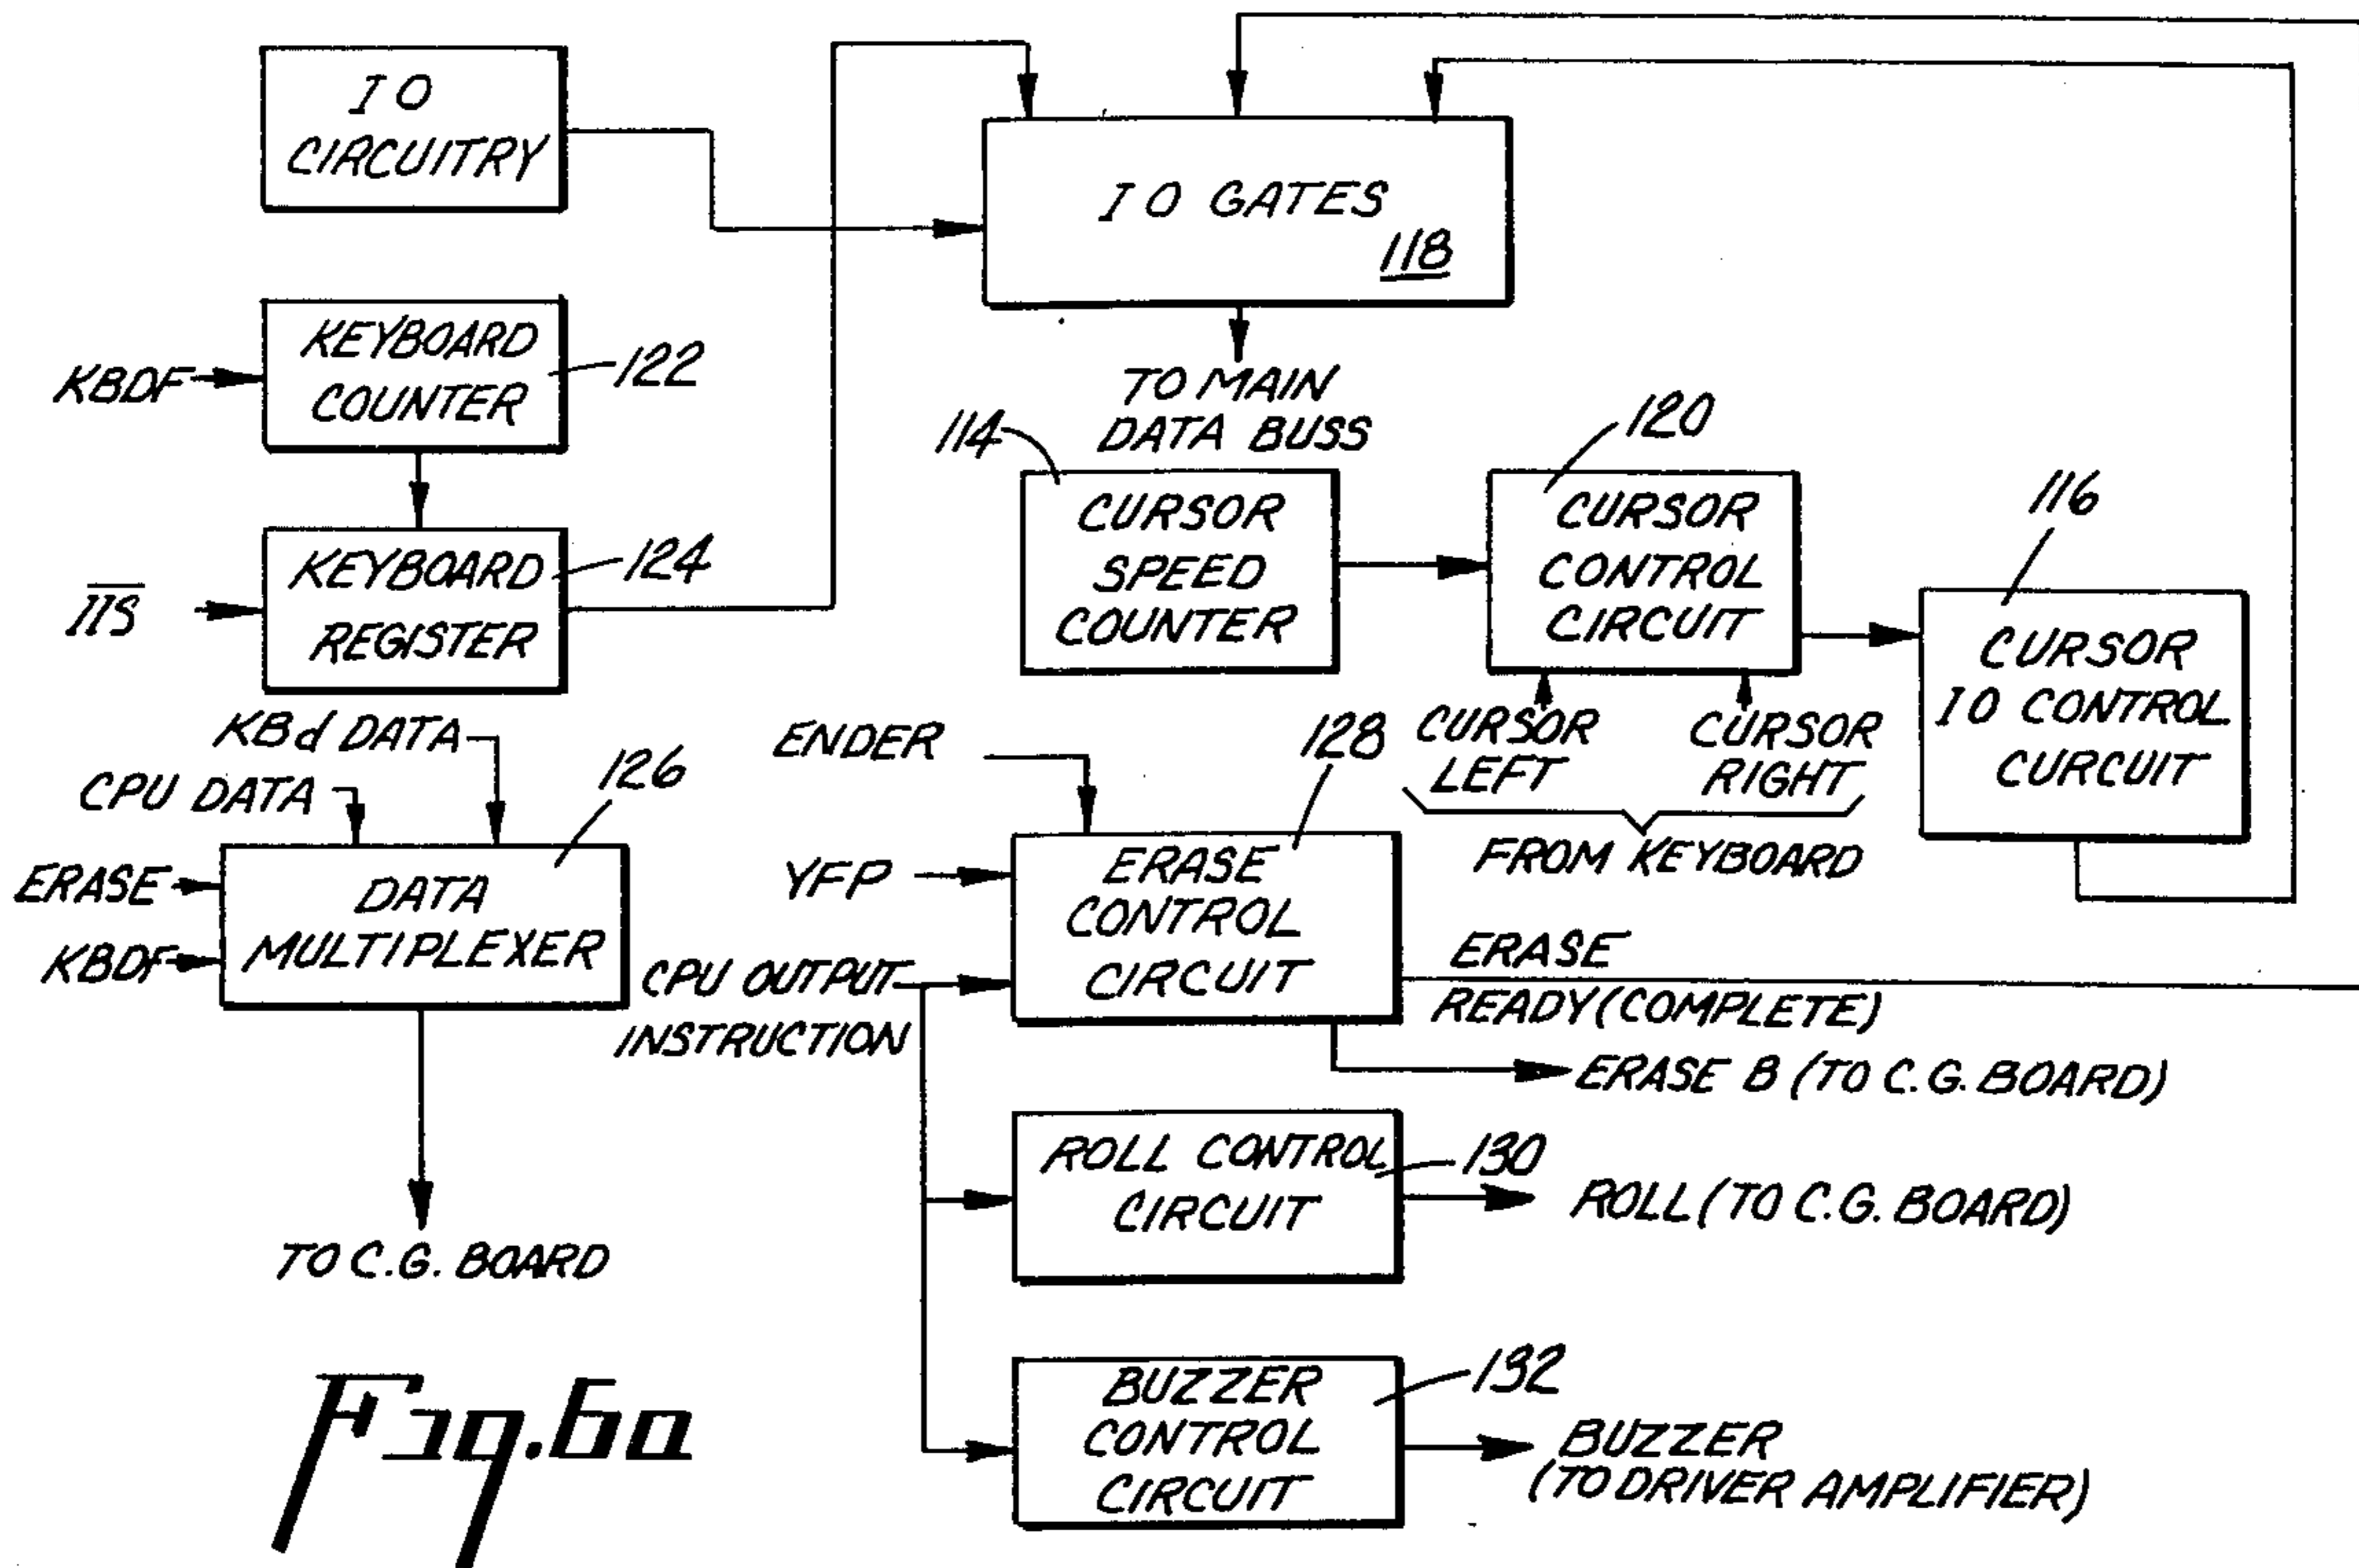 IO
CIRCUITRY
IO GATES
118
TO MAIN
DATA BUSS
KBDF
KEYBOARD
COUNTER
122
IIS
KEYBOARD
REGISTER
124
114
CURSOR
SPEED
COUNTER
120
CURSOR
CONTROL
CIRCUIT
116
CURSOR
IO CONTROL
CURCUIT
CURSOR
LEFT
CURSOR
RIGHT
FROM KEYBOARD
KBd DATA
CPU DATA
126
ERASE
KBDF
DATA
MULTIPLEXER
TO C.G. BOARD
ENDER
128
YFP
CPU OUTPUT
INSTRUCTION
ERASE
CONTROL
CIRCUIT
ERASE
READY (COMPLETE)
ERASE B (TO C.G. BOARD)
ROLL CONTROL
CIRCUIT
130
ROLL (TO C.G. BOARD)
BUZZER
CONTROL
CIRCUIT
132
BUZZER
(TO DRIVER AMPLIFIER)
Fig. 6a